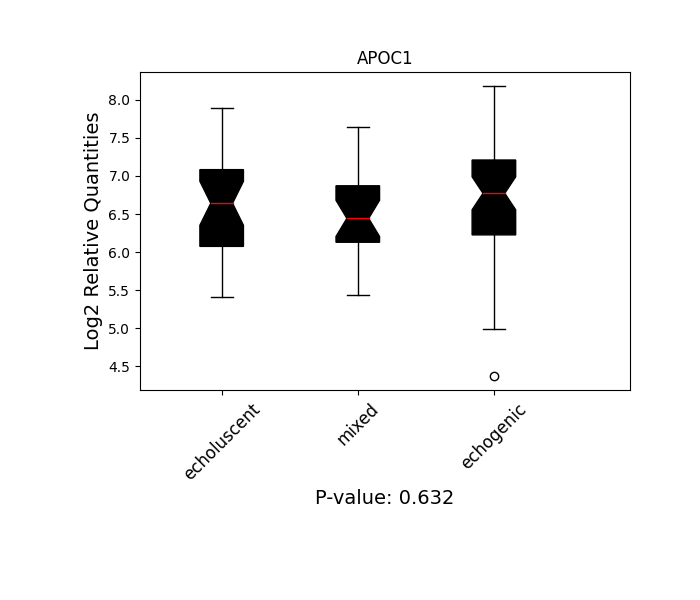 APOC1
Log2 Relative Quantities
8.0
7.5
7.0
6.5
6.0
5.5
5.0
4.5
echoluscent
mixed
echogenic
P-value: 0.632